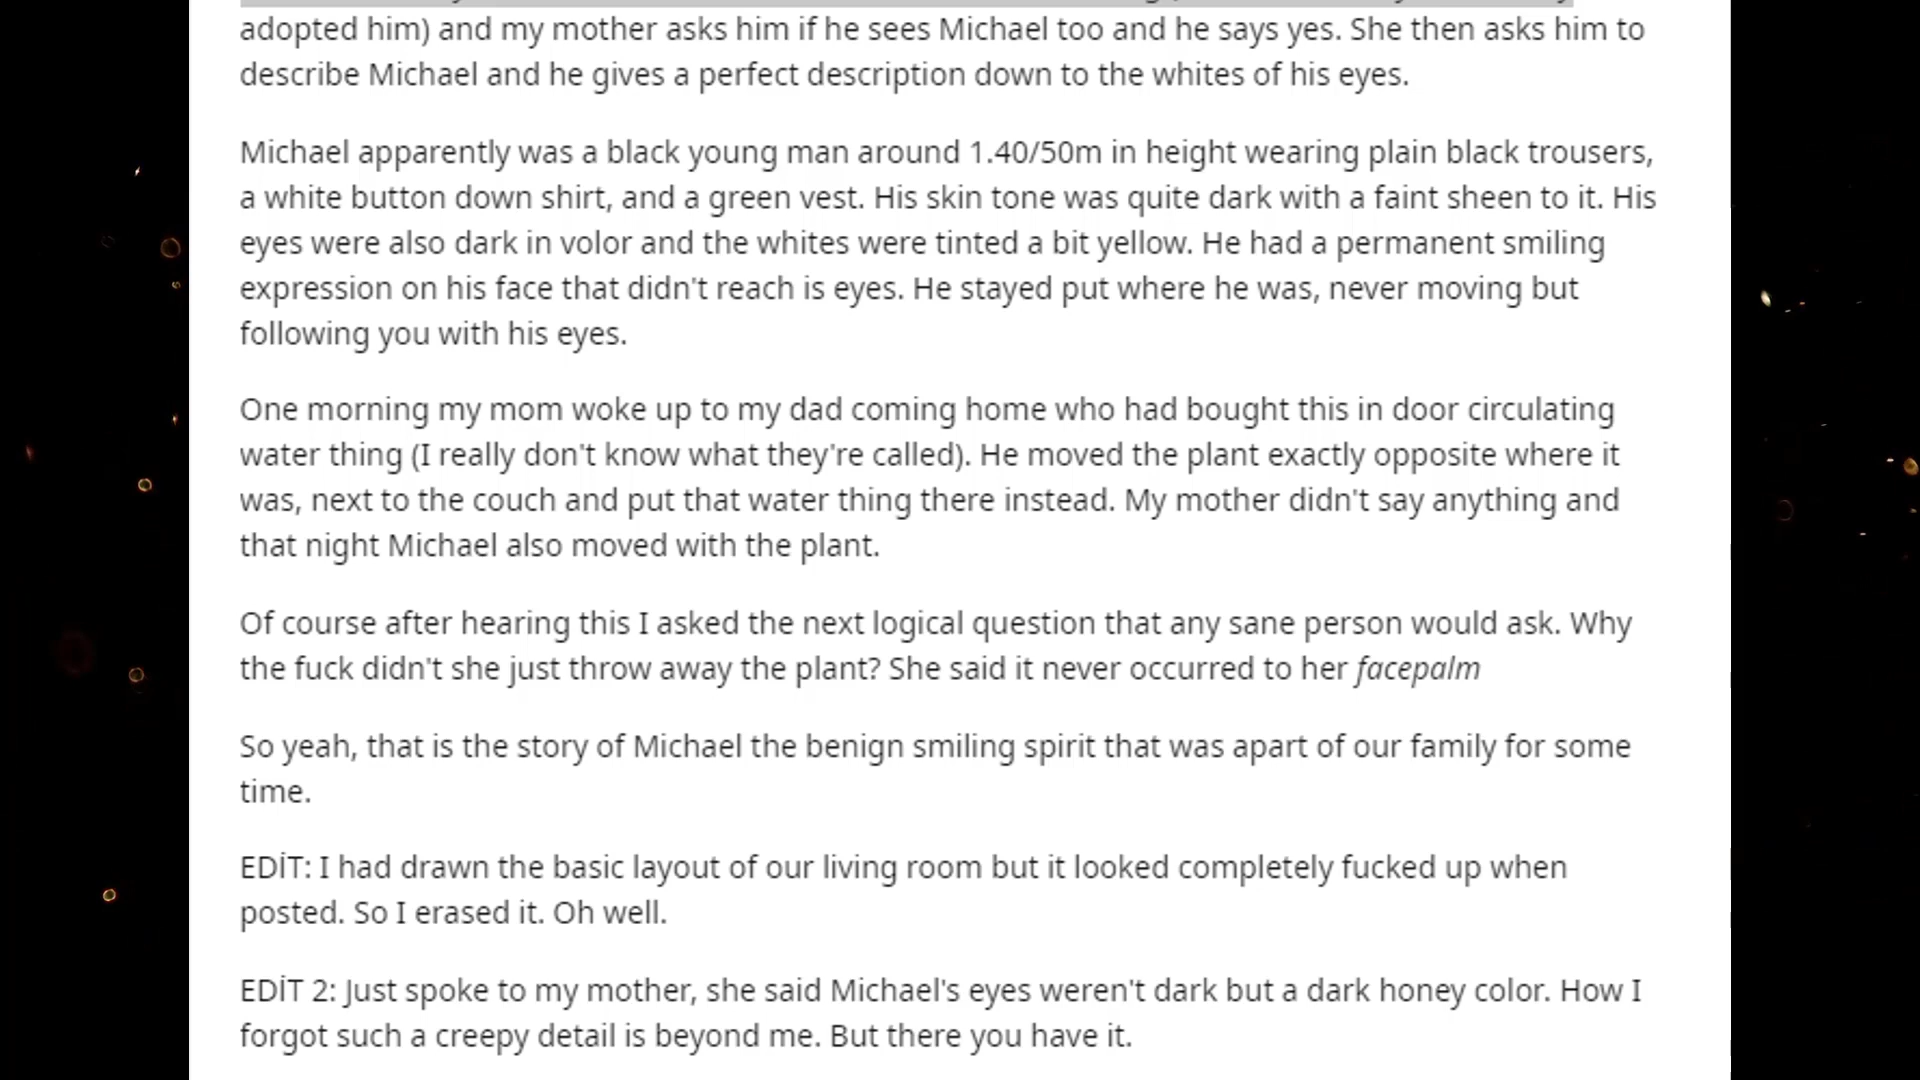 adopted him) and my mother asks him if he sees Michael too and he says yes. She then asks him to
describe Michael and he gives a perfect description down to the whites of his eyes.
Michael apparently was a black young man around 1.40/50m in height wearing plain black trousers,
a white button down shirt, and a green vest. His skin tone was quite dark with a faint sheen to it. His
eyes were also dark in volor and the whites were tinted a bit yellow. He had a permanent smiling
expression on his face that didn't reach is eyes. He stayed put where he was, never moving but
following you with his eyes.
One morning my mom woke up to my dad coming home who had bought this in door circulating
water thing (I really don't know what they're called). He moved the plant exactly opposite where it
was, next to the couch and put that water thing there instead. My mother didn't say anything and
that night Michael also moved with the plant.
Of course after hearing this I asked the next logical question that any sane person would ask. Why
the fuck didn't she just throw away the plant? She said it never occurred to her facepalm
So yeah, that is the story of Michael the benign smiling spirit that was apart of our family for some
time.
EDİT: I had drawn the basic layout of our living room but it looked completely fucked up when
posted. So I erased it. Oh well.
EDİT 2: Just spoke to my mother, she said Michael's eyes weren't dark but a dark honey color. How I
forgot such a creepy detail is beyond me. But there you have it.